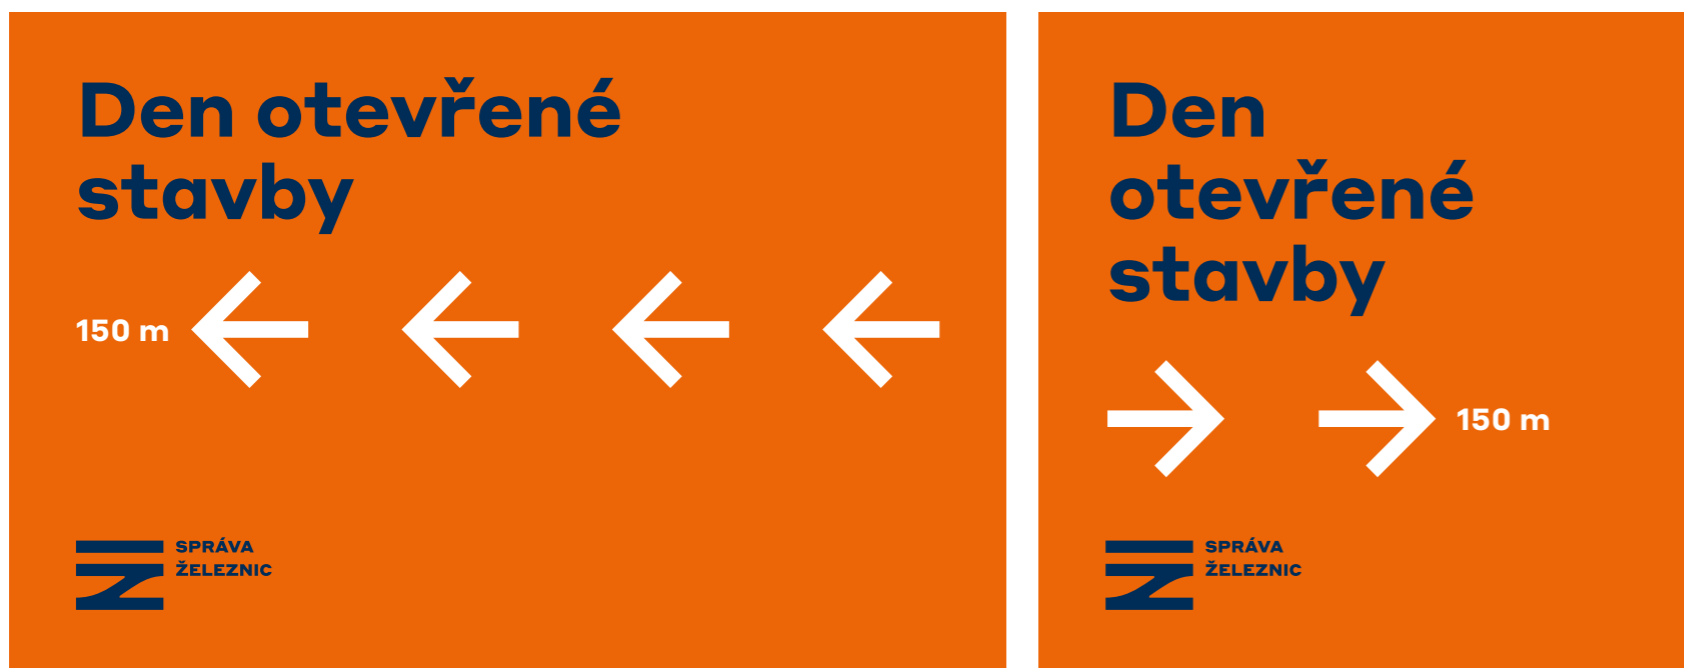 Den otevřené
stavby
150 m
SPRÁVA
ŽELEZNIC
Den
otevřené
stavby
150 m
SPRÁVA
ŽELEZNIC